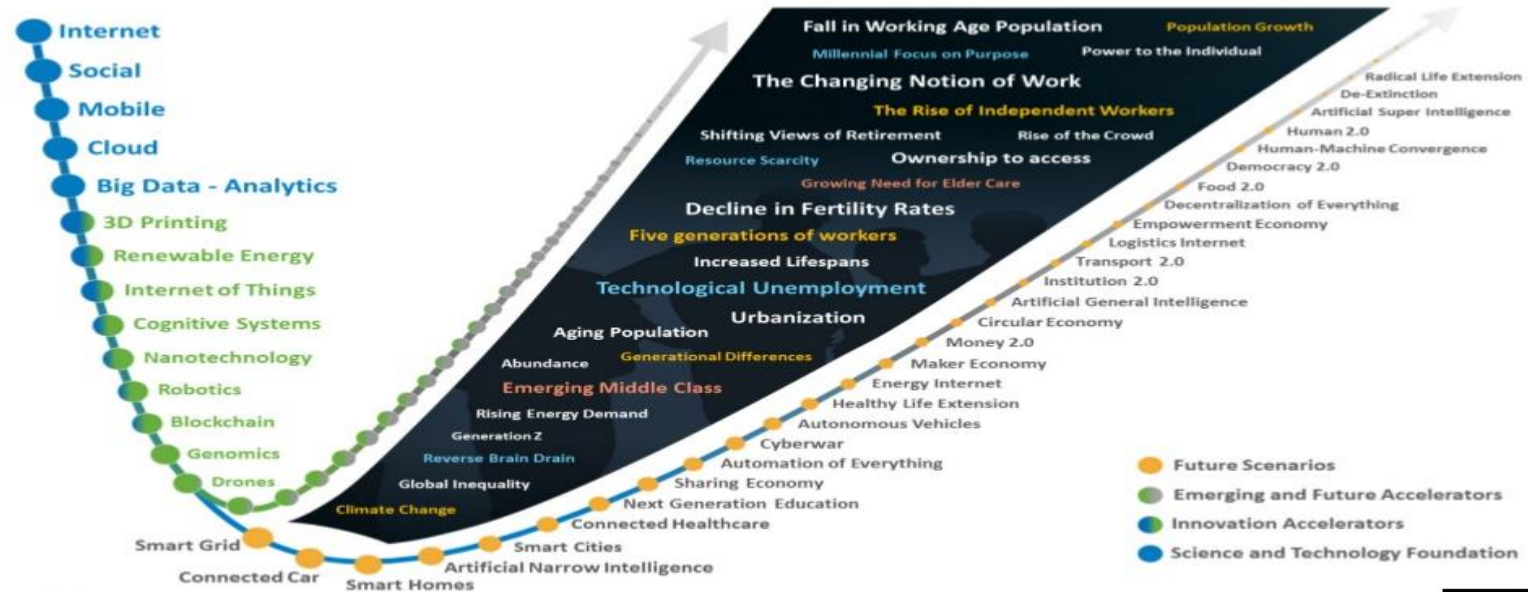 Internet
Social
Mobile
Cloud
Big Data - Analytics
3D Printing
Renewable Energy
Internet of Things
Cognitive Systems
Nanotechnology
Robotics
Blockchain
Genomics
Drones
Fall in Working Age Population
Population Growth
Millennial Focus on Purpose
Power to the Individual
The Changing Notion of Work
The Rise of Independent Workers
Shifting Views of Retirement
Rise of the Crowd
Resource Scarcity
Ownership to access
Growing Need for Elder Care
Decline in Fertility Rates
Five generations of workers
Increased Lifespans
Technological Unemployment
Urbanization
Aging Population
Generational Differences
Abundance
Emerging Middle Class
Rising Energy Demand
Generation Z
Reverse Brain Drain
Global Inequality
Climate Change
Radical Life Extension
De-Extinction
Artificial Super Intelligence
Human 2.0
Human-Machine Convergence
Democracy 2.0
Food 2.0
Decentralization of Everything
Empowerment Economy
Logistics Internet
Transport 2.0
Institution 2.0
Artificial General Intelligence
Circular Economy
Money 2.0
Maker Economy
Energy Internet
Healthy Life Extension
Autonomous Vehicles
Cyberwar
Automation of Everything
Sharing Economy
Next Generation Education
Connected Healthcare
Smart Cities
Artificial Narrow Intelligence
Smart Homes
Connected Car
Smart Grid
Future Scenarios
Emerging and Future Accelerators
Innovation Accelerators
Science and Technology Foundation